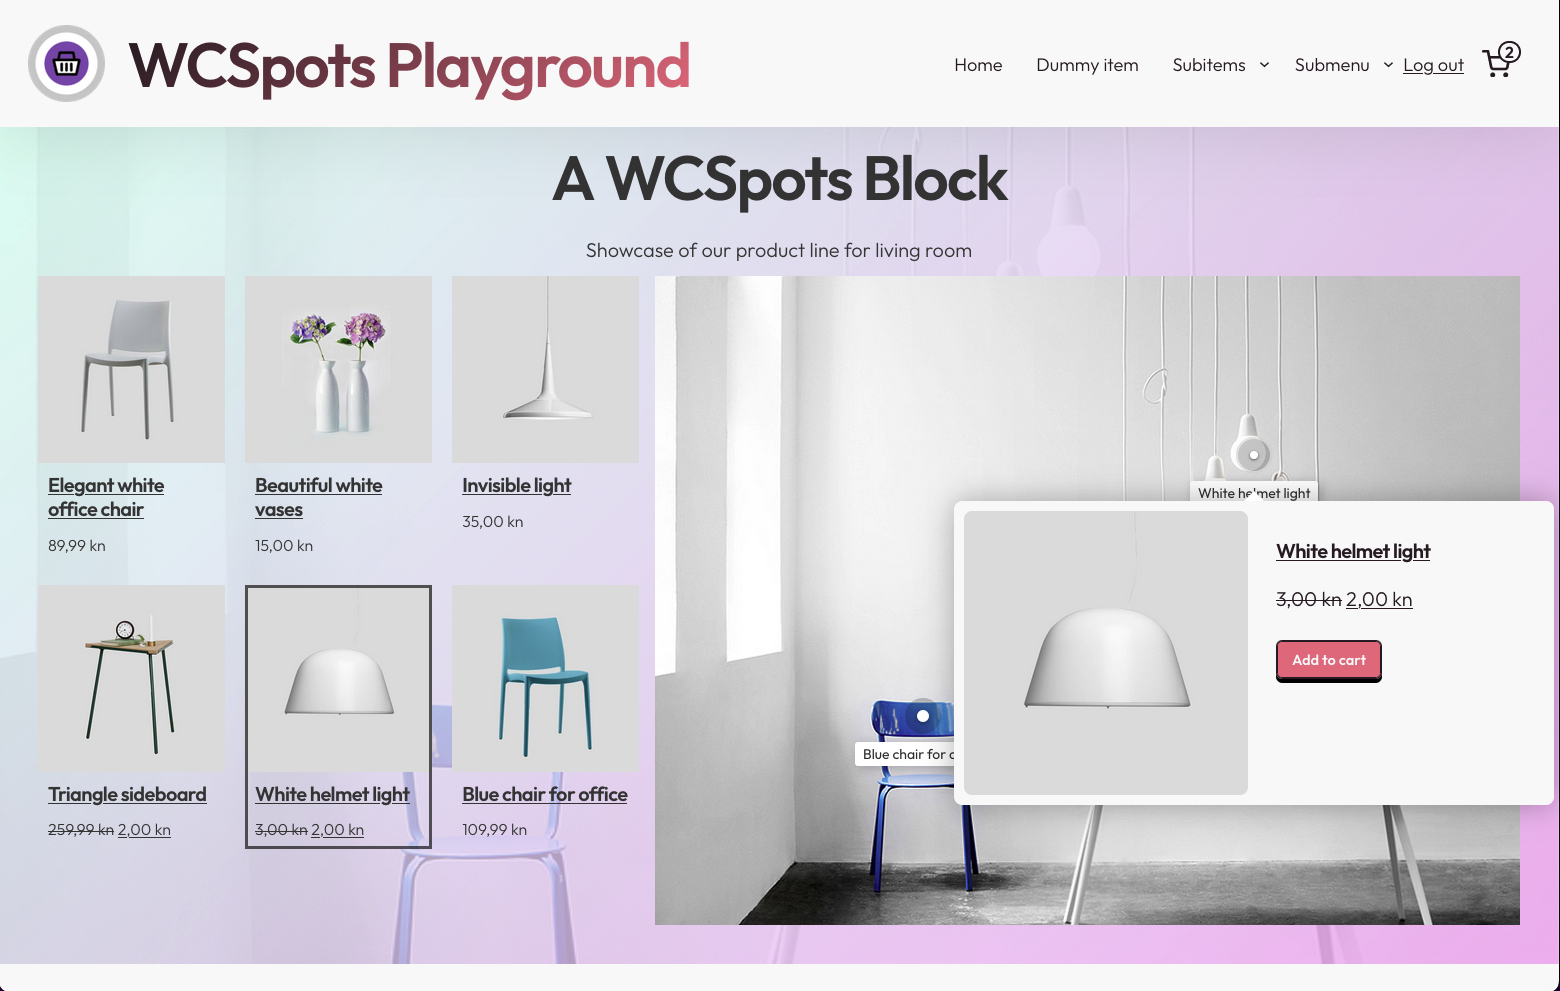 WCSpots Playground
Home
Dummy item
Subitems
Submenu
Log out
2
A WCSpots Block
Showcase of our product line for living room
Elegant white
office chair
89,99 kn
Beautiful white
vases
15,00 kn
Invisible light
35,00 kn
Triangle sideboard
259,99 kn 2,00 kn
White helmet light
3,00 kn 2,00 kn
Blue chair for office
109,99 kn
White helmet light
White helmet light
3,00 kn 2,00 kn
Add to cart
Blue chair for